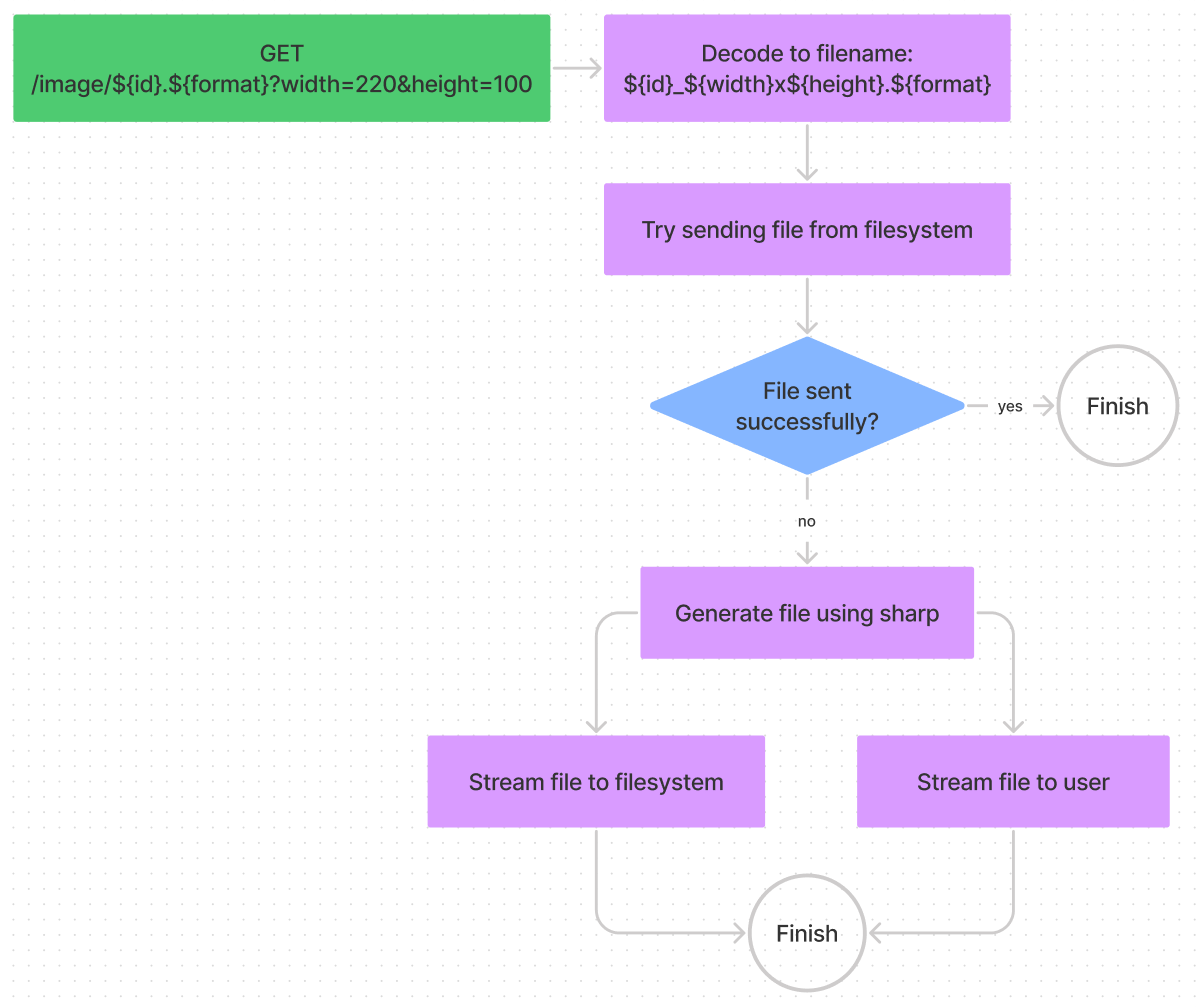 GET
/image/${id}.${format}?width=220&height=100
Decode to filename:
${id}_${width}x${height}.${format}
Try sending file from filesystem
File sent
successfully?
yes
Finish
no
Generate file using sharp
Stream file to filesystem
Stream file to user
Finish